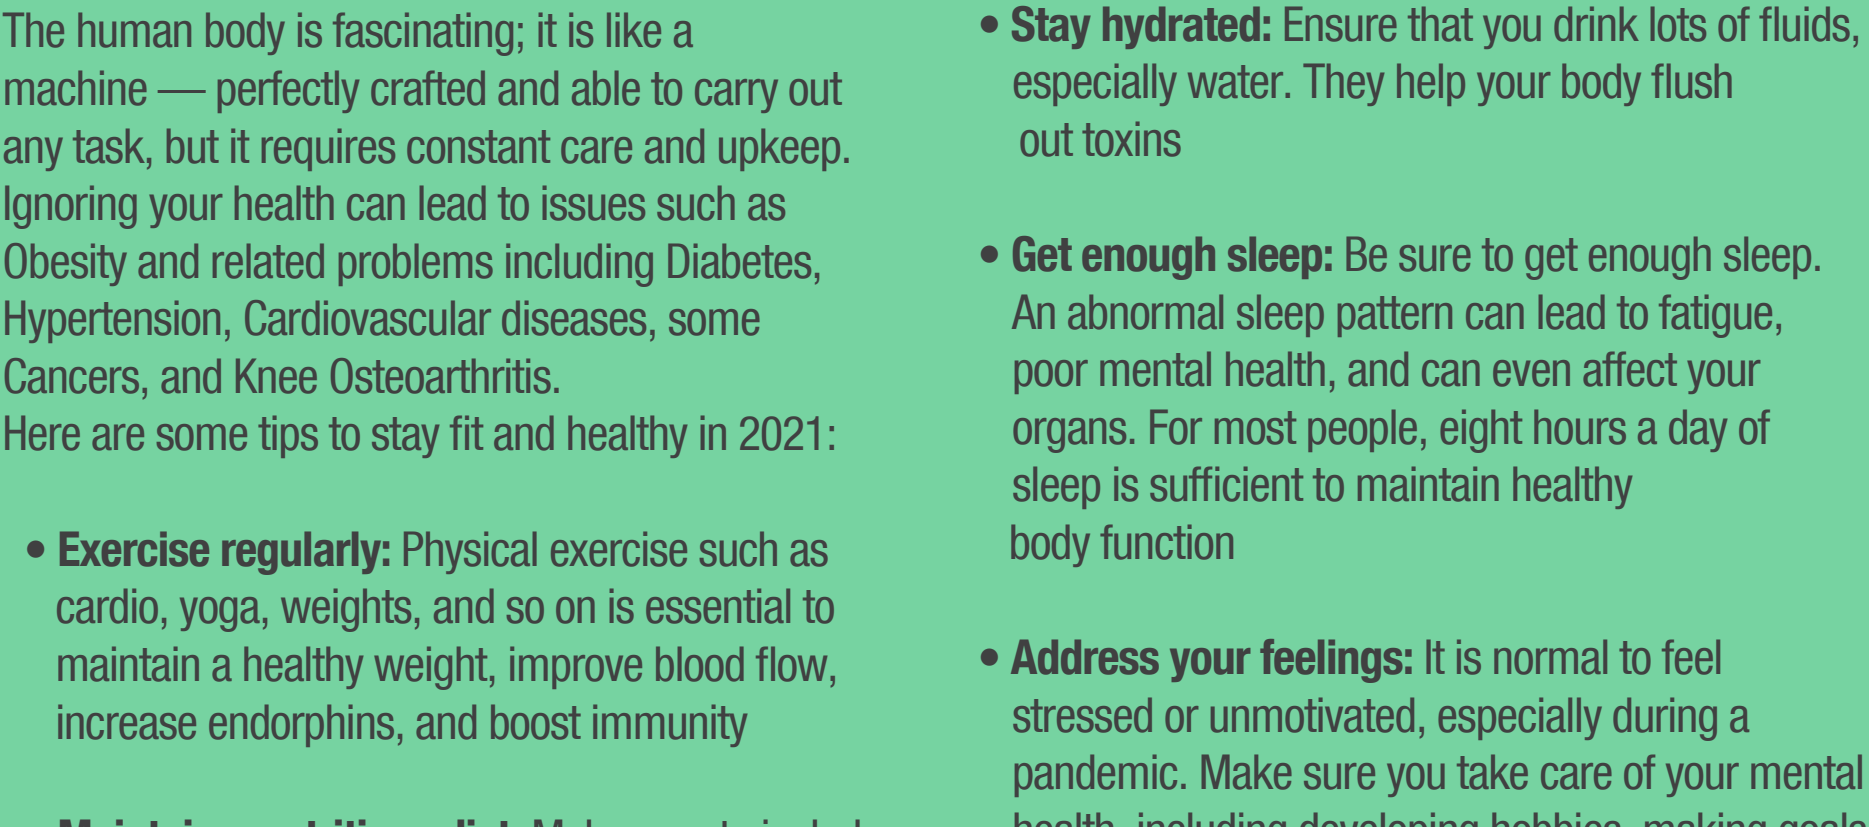 The human body is fascinating; it is like a
machine — perfectly crafted and able to carry out
any task, but it requires constant care and upkeep.
Ignoring your health can lead to issues such as
Obesity and related problems including Diabetes,
Hypertension, Cardiovascular diseases, some
Cancers, and Knee Osteoarthritis.
Here are some tips to stay fit and healthy in 2021:
• Exercise regularly: Physical exercise such as
cardio, yoga, weights, and so on is essential to
maintain a healthy weight, improve blood flow,
increase endorphins, and boost immunity
• Stay hydrated: Ensure that you drink lots of fluids,
especially water. They help your body flush
out toxins
• Get enough sleep: Be sure to get enough sleep.
An abnormal sleep pattern can lead to fatigue,
poor mental health, and can even affect your
organs. For most people, eight hours a day of
sleep is sufficient to maintain healthy
body function
• Address your feelings: It is normal to feel
stressed or unmotivated, especially during a
pandemic. Make sure you take care of your mental
health, including developing hobbies, making goals